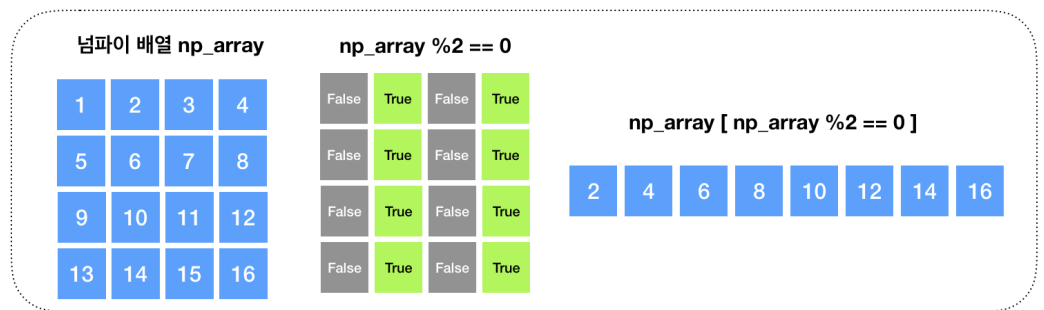 넘파이 배열 np_array
1 2 3 4
5 6 7 8
9 10 11 12
13 14 15 16
np_array %2 == 0
False True False True
False True False True
False True False True
False True False True
np_array [ np_array %2 == 0 ]
2 4 6 8 10 12 14 16